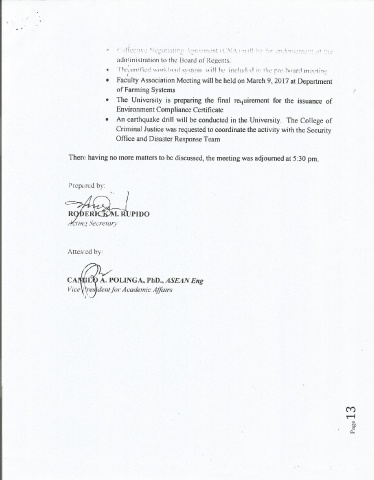 • Collective Negotiating Agreement (CNA) will be for endorsement of the
administration to the Board of Regents.
• The unified workload system will be included in the pre board meeting
• Faculty Association Meeting will be held on March 9, 2017 at Department
of Farming Systems
• The University is preparing the final requirement for the issuance of
Environment Compliance Certificate
• An earthquake drill will be conducted in the University. The College of
Criminal Justice was requested to coordinate the activity with the Security
Office and Disaster Response Team
There having no more matters to be discussed, the meeting was adjourned at 5:30 pm.
Prepared by:
RODERICK M. RUPIDO
Acting Secretary
Attested by:
A. POLINGA, PhD., ASEAN Eng
Vice President for Academic Affairs
Page 13